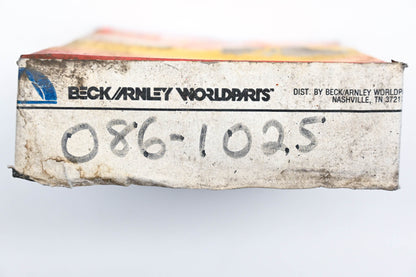 BECK/ARNLEY WORLDPARTS
DIST. BY BECK/ARNLEY WORLDP
NASHVILLE, TN 3721
086-1025